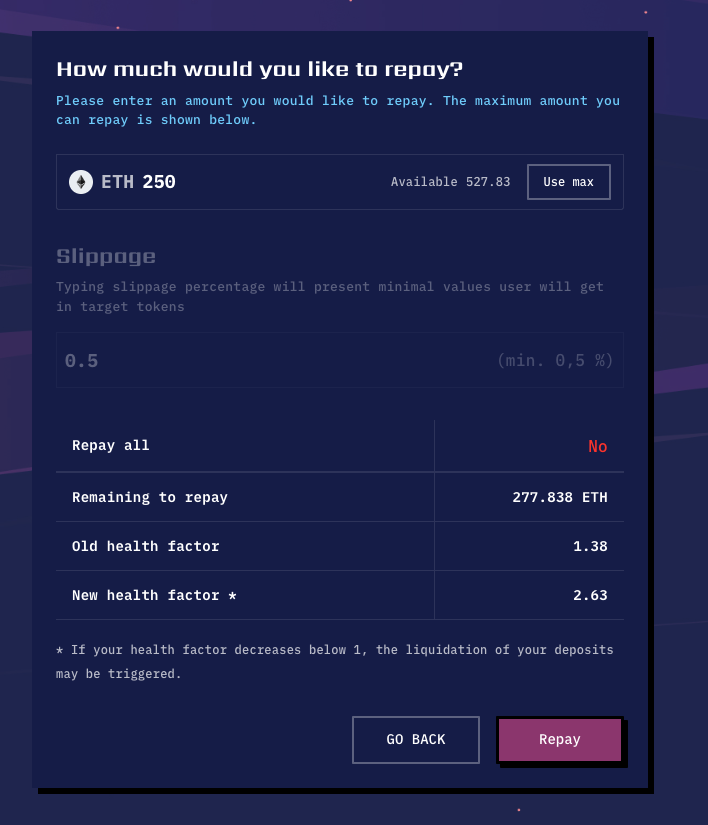 How much would you like to repay?
Please enter an amount you would like to repay. The maximum amount you
can repay is shown below.
ETH 250 Available 527.83 Use max
Slippage
Typing slippage percentage will present minimal values user will get
in target tokens
0.5 (min. 0,5 %)
Repay all No
Remaining to repay 277.838 ETH
Old health factor 1.38
New health factor * 2.63
* If your health factor decreases below 1, the liquidation of your deposits
may be triggered.
GO BACK Repay